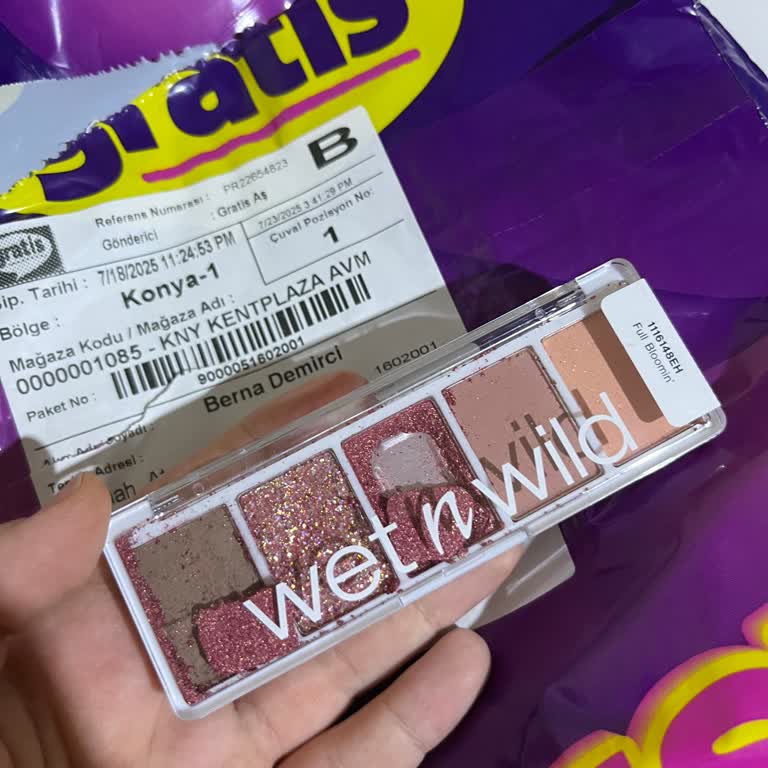 gratis
B
Referans Numarası : PR22654823
Gönderici : Gratis Aş
7/23/2025 3:41:29 PM
Çuval Pozisyon No:
1
gratis
Sip. Tarihi : 7/18/2025 11:24:53 PM
Bölge : Konya-1
Mağaza Kodu / Mağaza Adı :
0000001085 - KNY KENTPLAZA AVM
Paket No :
9000051602001
Berna Demirci
1602001
Adresi :
1116148EH
Full Bloomin'
wet n wild